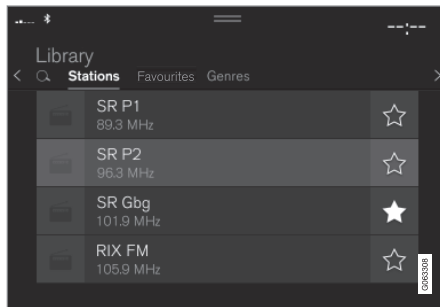 --:--
Library
Stations Favourites Genres
SR P1
89.3 MHz
SR P2
96.3 MHz
SR Gbg
101.9 MHz
RIX FM
105.9 MHz
G063308